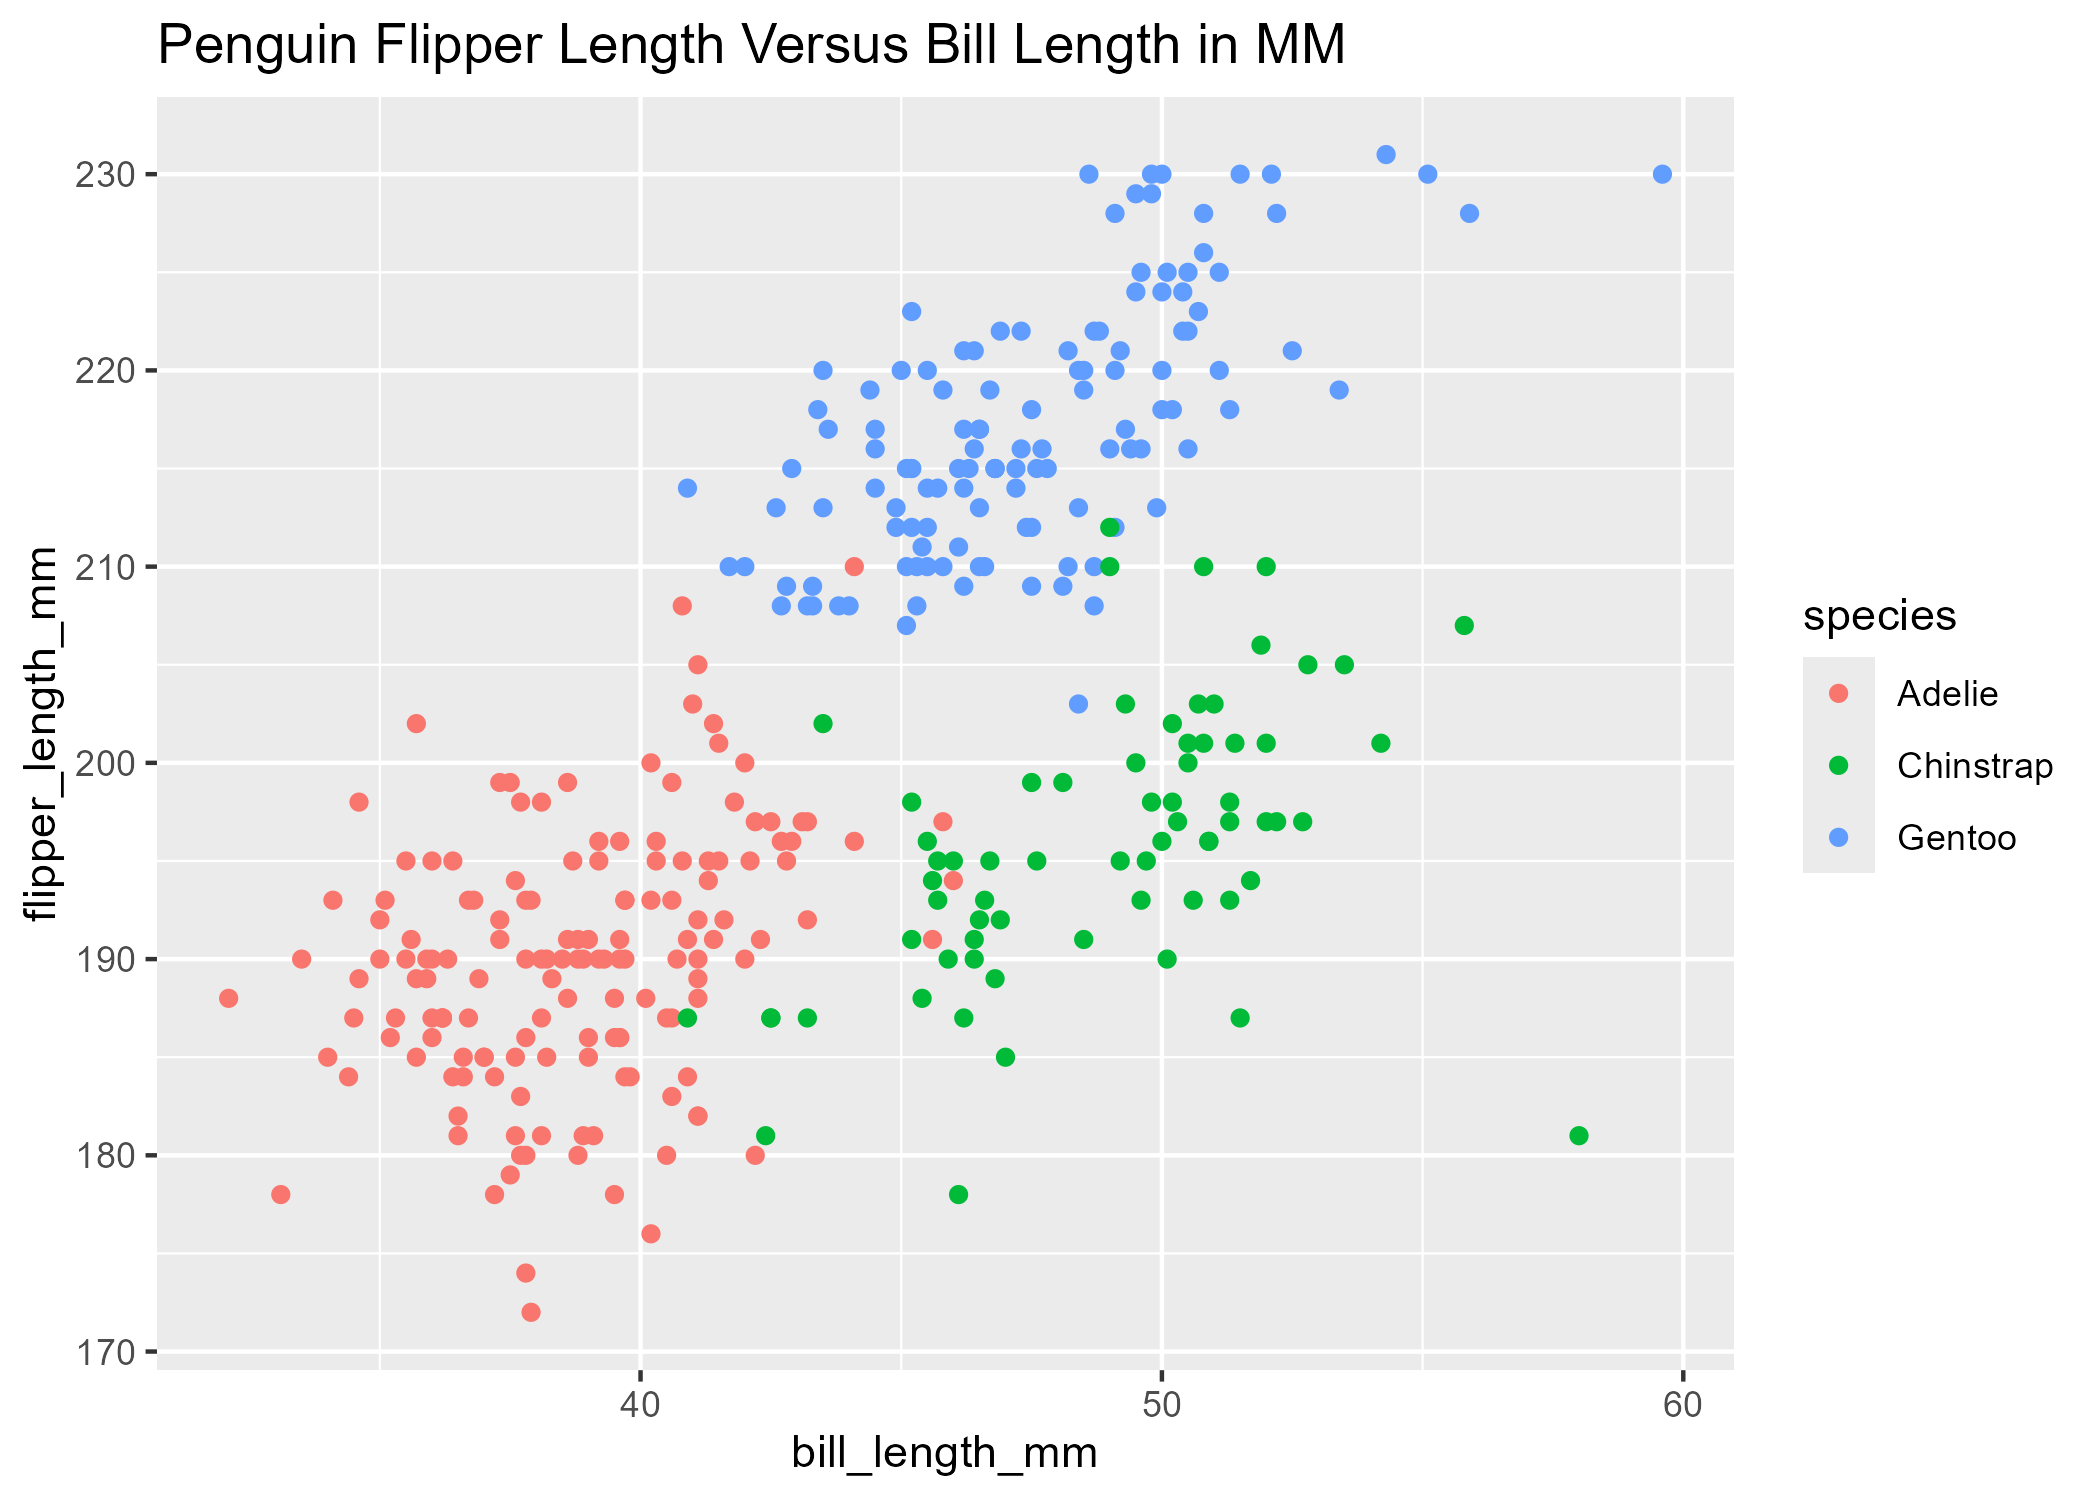 Penguin Flipper Length Versus Bill Length in MM
flipper_length_mm
230
220
210
200
190
180
170
40 50 60
bill_length_mm
species
Adelie
Chinstrap
Gentoo